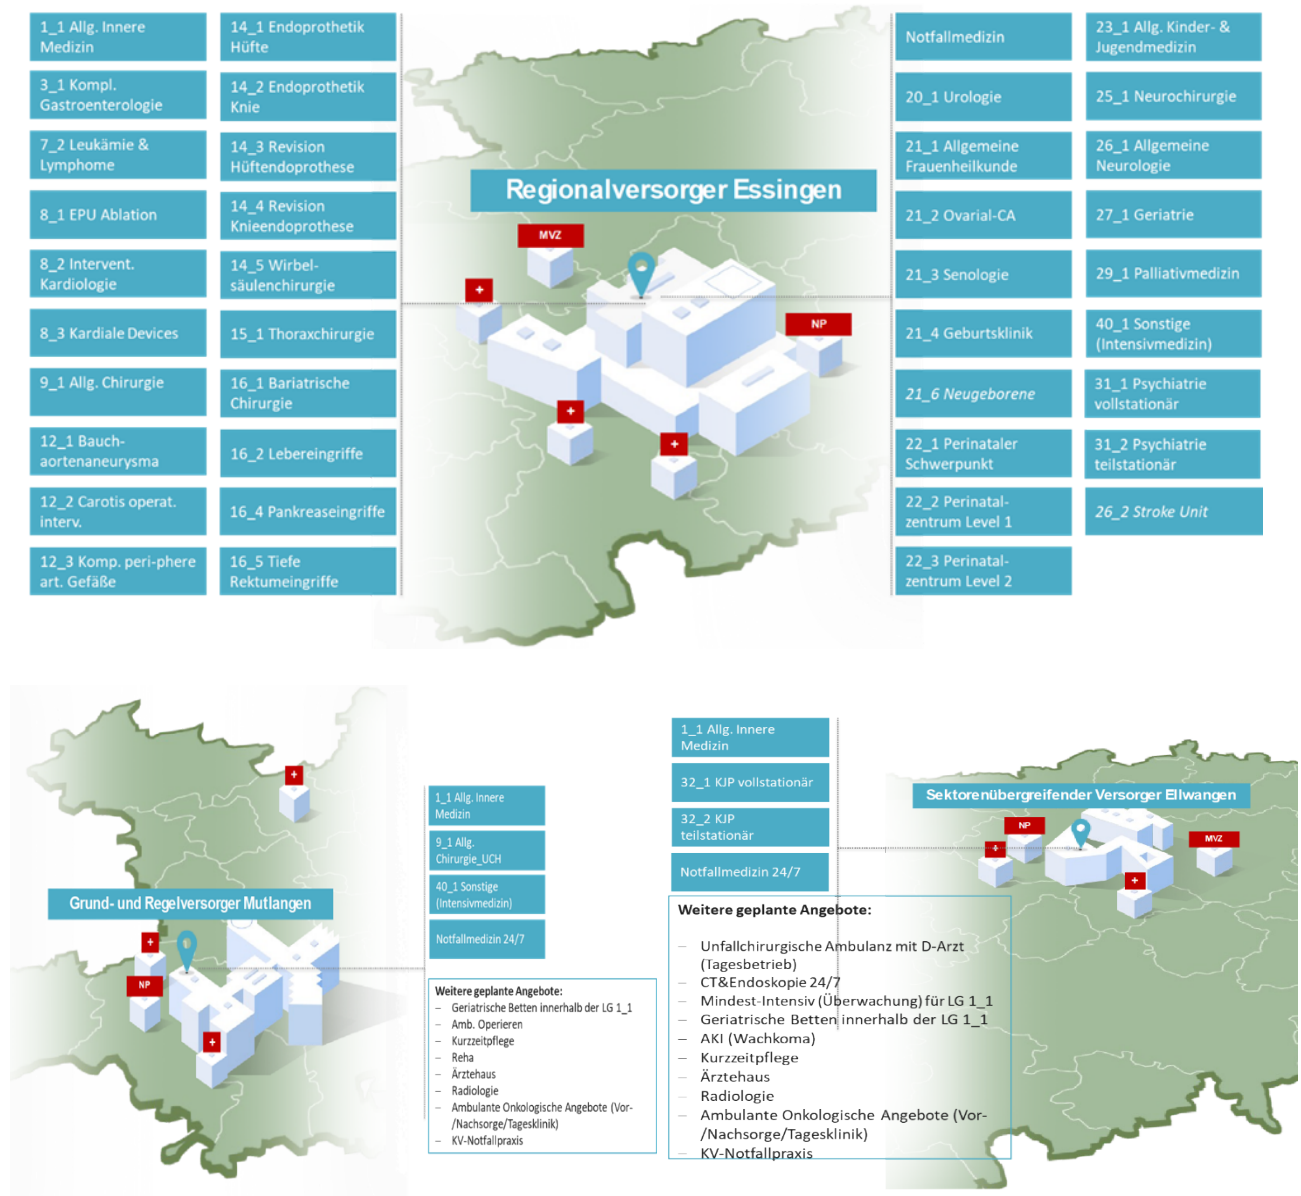 1_1 Allg. Innere
Medizin
3_1 Kompl.
Gastroenterologie
7_2 Leukämie &
Lymphome
8_1 EPU Ablation
8_2 Intervent.
Kardiologie
8_3 Kardiale Devices
9_1 Allg. Chirurgie
12_1 Bauch-
aortenaneurysma
12_2 Carotis operat.
interv.
12_3 Komp. peri-phere
art. Gefäße
14_1 Endoprothetik
Hüfte
14_2 Endoprothetik
Knie
14_3 Revision
Hüftendoprothese
14_4 Revision
Knieendoprothese
14_5 Wirbel-
säulenchirurgie
15_1 Thoraxchirurgie
16_1 Bariatrische
Chirurgie
16_2 Lebereingriffe
16_4 Pankreaseingriffe
16_5 Tiefe
Rektumeingriffe
Regionalversorger Essingen
MVZ
+
NP
+
+
Notfallmedizin
20_1 Urologie
21_1 Allgemeine
Frauenheilkunde
21_2 Ovarial-CA
21_3 Senologie
21_4 Geburtsklinik
21_6 Neugeborene
22_1 Perinataler
Schwerpunkt
22_2 Perinatal-
zentrum Level 1
22_3 Perinatal-
zentrum Level 2
23_1 Allg. Kinder- &
Jugendmedizin
25_1 Neurochirurgie
26_1 Allgemeine
Neurologie
27_1 Geriatrie
29_1 Palliativmedizin
40_1 Sonstige
(Intensivmedizin)
31_1 Psychiatrie
vollstationär
31_2 Psychiatrie
teilstationär
26_2 Stroke Unit
+
Grund- und Regelversorger Mutlangen
+
NP
+
1_1 Allg. Innere
Medizin
9_1 Allg.
Chirurgie_UCH
40_1 Sonstige
(Intensivmedizin)
Notfallmedizin 24/7
Weitere geplante Angebote:
– Geriatrische Betten innerhalb der LG 1_1
– Amb. Operieren
– Kurzzeitpflege
– Reha
– Ärztehaus
– Radiologie
– Ambulante Onkologische Angebote (Vor-
/Nachsorge/Tagesklinik)
– KV-Notfallpraxis
1_1 Allg. Innere
Medizin
32_1 KJP vollstationär
32_2 KJP
teilstationär
Notfallmedizin 24/7
Sektorenübergreifender Versorger Ellwangen
NP
+
MVZ
+
Weitere geplante Angebote:
– Unfallchirurgische Ambulanz mit D-Arzt
(Tagesbetrieb)
– CT&Endoskopie 24/7
– Mindest-Intensiv (Überwachung) für LG 1_1
– Geriatrische Betten innerhalb der LG 1_1
– AKI (Wachkoma)
– Kurzzeitpflege
– Ärztehaus
– Radiologie
– Ambulante Onkologische Angebote (Vor-
/Nachsorge/Tagesklinik)
– KV-Notfallpraxis